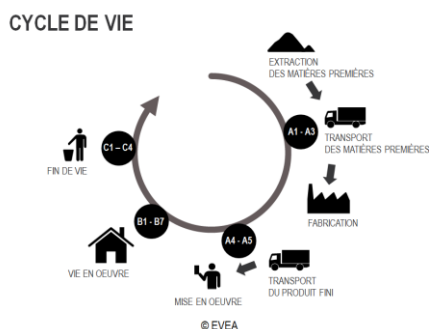 CYCLE DE VIE
EXTRACTION
DES MATIÈRES PREMIÈRES
A1 - A3
TRANSPORT
DES MATIÈRES PREMIÈRES
FABRICATION
A4 - A5
TRANSPORT
DU PRODUIT FINI
MISE EN OEUVRE
B1 - B7
VIE EN OEUVRE
C1 – C4
FIN DE VIE
© EVEA